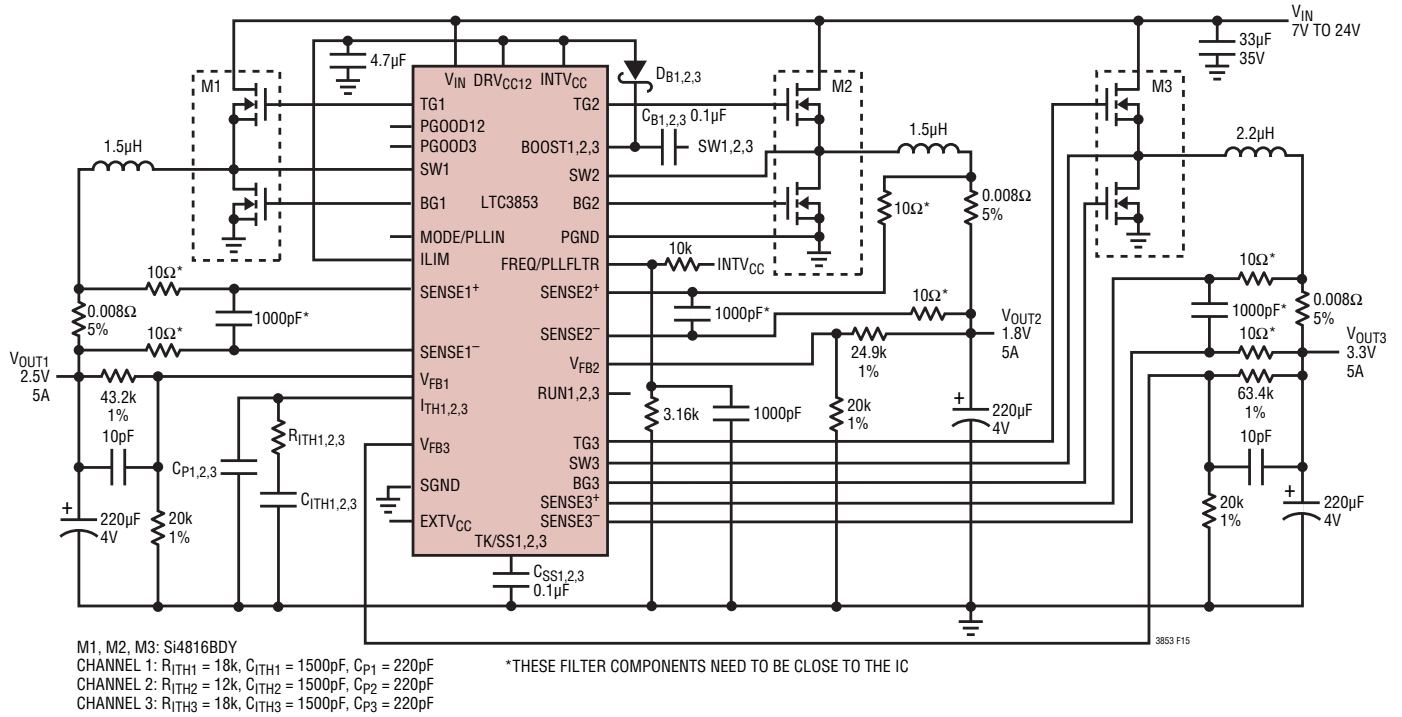 VIN
7V TO 24V
33µF
35V
4.7µF
VIN DRVCC12 INTVCC
DB1,2,3
M1
M2
M3
TG1
TG2
CB1,2,3 0.1µF
PGOOD12
PGOOD3
BOOST1,2,3
SW1,2,3
1.5µH
1.5µH
2.2µH
SW1
SW2
BG1
LTC3853
BG2
10Ω*
0.008Ω
5%
MODE/PLLIN
PGND
ILIM
FREQ/PLLFLTR
10k
INTVCC
10Ω*
SENSE1+
SENSE2+
10Ω*
0.008Ω
5%
1000pF*
1000pF*
10Ω*
1000pF*
0.008Ω
5%
10Ω*
SENSE1–
SENSE2–
10Ω*
VOUT1
2.5V
5A
VOUT2
1.8V
5A
VOUT3
3.3V
5A
43.2k
1%
VFB1
VFB2
24.9k
1%
63.4k
1%
ITH1,2,3
RUN1,2,3
10pF
RITH1,2,3
3.16k
1000pF
20k
1%
220µF
4V
10pF
CP1,2,3
VFB3
TG3
SW3
CITH1,2,3
SGND
BG3
SENSE3+
220µF
4V
20k
1%
EXTVCC
SENSE3–
20k
1%
220µF
4V
TK/SS1,2,3
CSS1,2,3
0.1µF
3853 F15
M1, M2, M3: Si4816BDY
CHANNEL 1: RITH1 = 18k, CITH1 = 1500pF, CP1 = 220pF
CHANNEL 2: RITH2 = 12k, CITH2 = 1500pF, CP2 = 220pF
CHANNEL 3: RITH3 = 18k, CITH3 = 1500pF, CP3 = 220pF
*THESE FILTER COMPONENTS NEED TO BE CLOSE TO THE IC